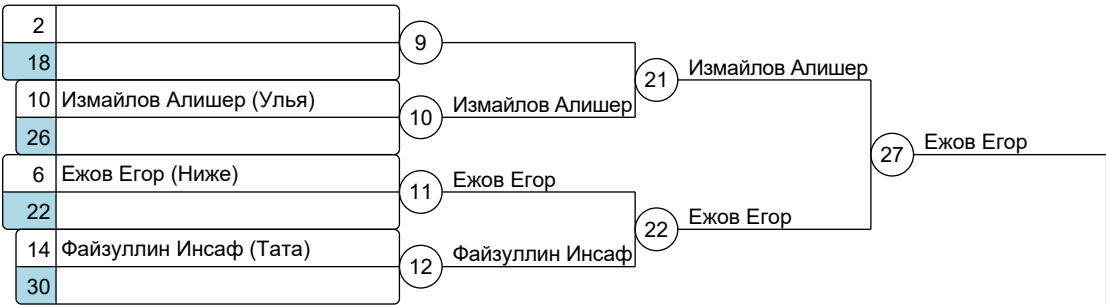 2
18
9
10 Измайлов Алишер (Улья)
26
10
Измайлов Алишер
21
Измайлов Алишер
6 Ежов Егор (Ниже)
22
11
Ежов Егор
14 Файзуллин Инсаф (Тата)
30
12
Файзуллин Инсаф
22
Ежов Егор
27
Ежов Егор